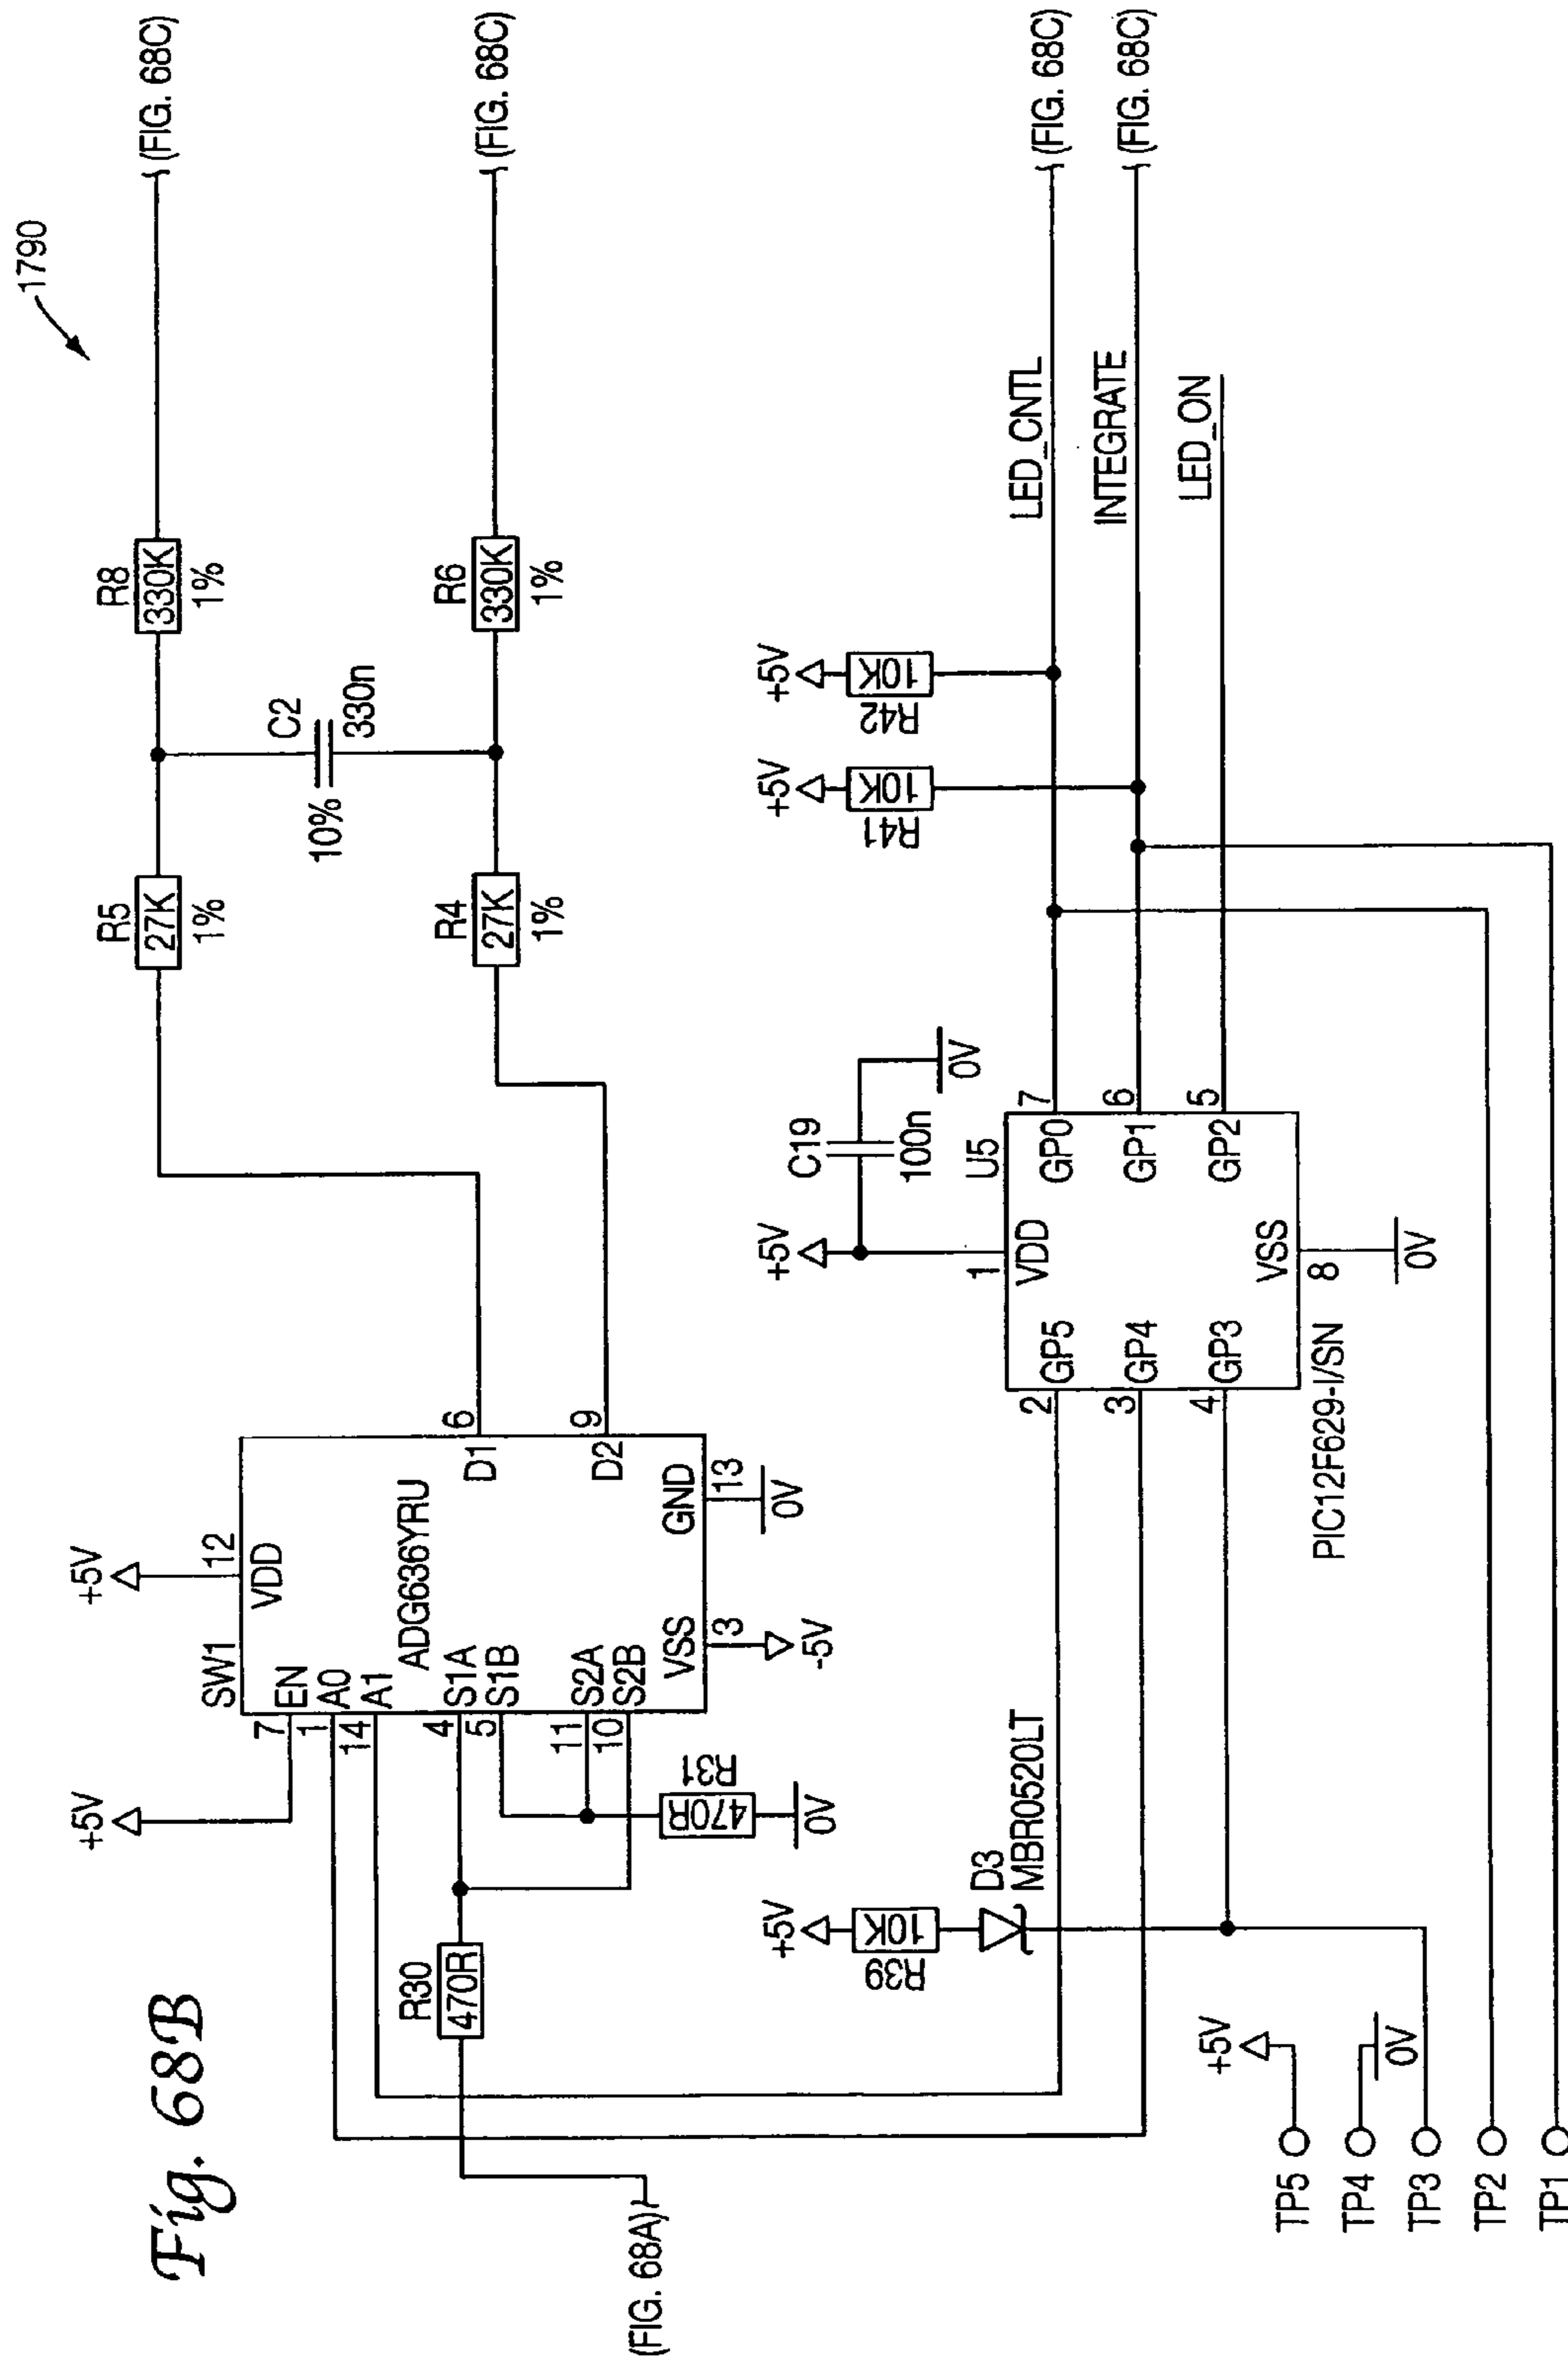 Fig. 68B
1790
(FIG. 68A)
R30
470R
+5V
+5V
SW1
7 EN
1 A0
14 A1
ADG636YRU
4 S1A
5 S1B
11 S2A
10 S2B
12
VDD
D1 6
D2 9
VSS
3
-5V
GND
13
0V
R31
470R
0V
R5
27K
1%
R4
27K
1%
C2
10%
330n
R8
330K
1%
R6
330K
1%
(FIG. 68C)
(FIG. 68C)
+5V
R39
10K
D3
MBR0520LT
+5V
C19
100n
0V
U5
1
VDD
2 GP5
3 GP4
4 GP3
GP0 7
GP1 6
GP2 5
VSS
8
0V
PIC12F629-I/SN
+5V
R41
10K
+5V
R42
10K
LED_CNTL
INTEGRATE
LED_ON
(FIG. 68C)
(FIG. 68C)
+5V
TP5
TP4
0V
TP3
TP2
TP1